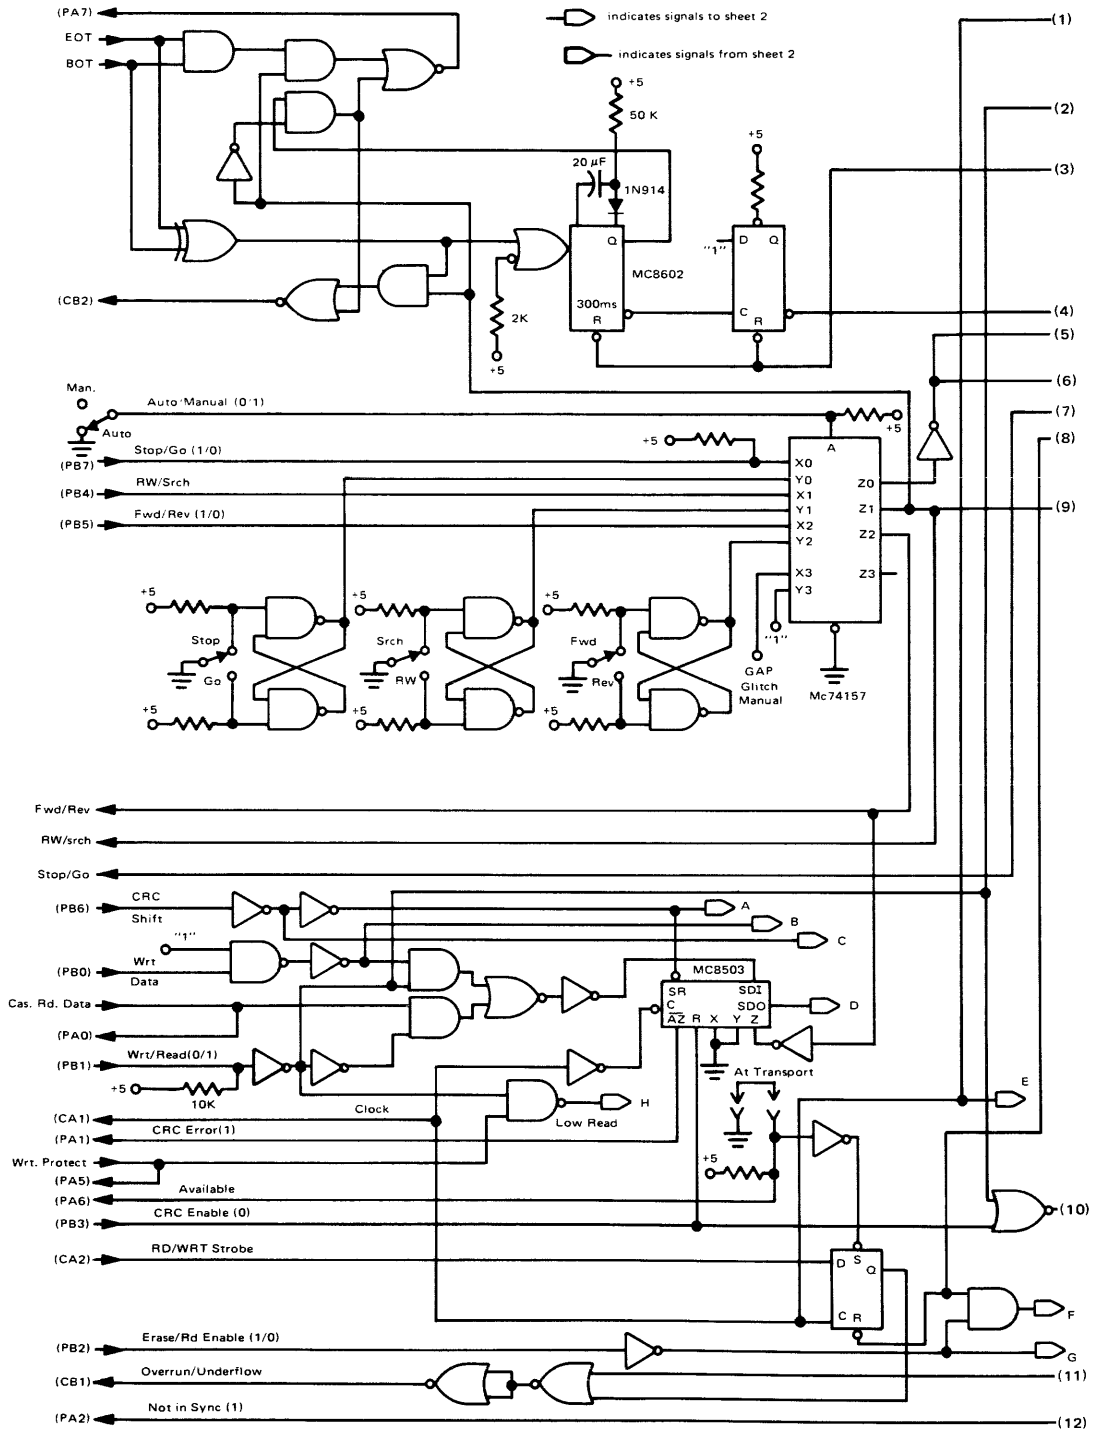 (PA7)
indicates signals to sheet 2
(1)
EOT
BOT
indicates signals from sheet 2
+5
50 K
(2)
+5
20 µF
1N914
(3)
Q
MC8602
D Q
"1"
(CB2)
300ms
R
2K
C
R
(4)
+5
(5)
(6)
Man.
Auto/Manual (0/1)
(7)
Auto
+5
+5
A
(8)
(PB7)
Stop/Go (1/0)
X0
Y0
Z0
(PB4)
RW/Srch
X1
Y1
Z1
(9)
(PB5)
Fwd/Rev (1/0)
X2
Z2
Y2
X3
Z3
Y3
+5
+5
+5
Stop
Srch
Fwd
"1"
Go
RW
Rev
GAP
Glitch
Manual
Mc74157
+5
+5
+5
Fwd/Rev
RW/srch
Stop/Go
(PB6)
CRC
Shift
A
B
C
"1"
(PB0)
Wrt
Data
MC8503
SR
SDI
C
SDO
D
AZ R X Y Z
Cas. Rd. Data
(PA0)
(PB1)
Wrt/Read(0/1)
+5
10K
At Transport
E
H
Low Read
Clock
(CA1)
(PA1)
CRC Error(1)
Wrt. Protect
(PA5)
+5
(PA6)
Available
(PB3)
CRC Enable (0)
(10)
(CA2)
RD/WRT Strobe
D S
Q
C R
F
(PB2)
Erase/Rd Enable (1/0)
G
(CB1)
Overrun/Underflow
(11)
(PA2)
Not in Sync (1)
(12)